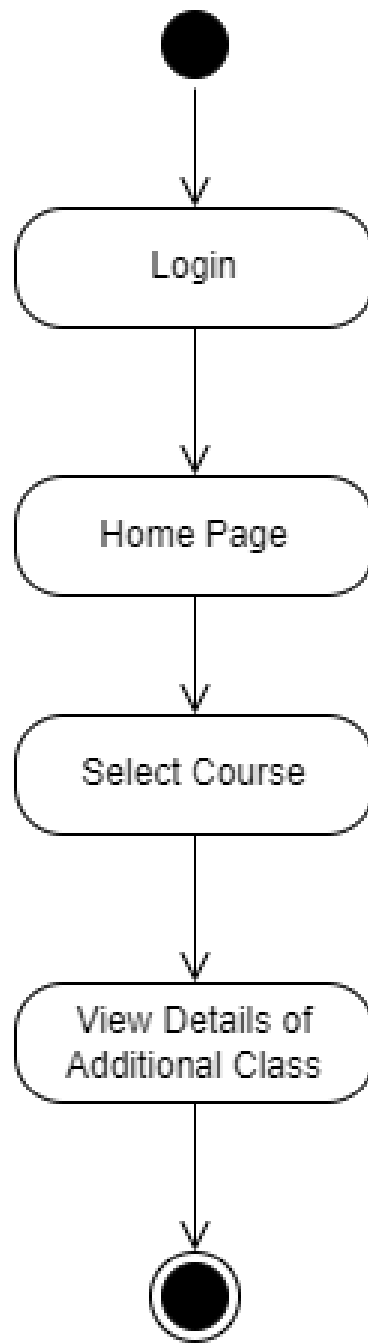 Login
Home Page
Select Course
View Details of
Additional Class